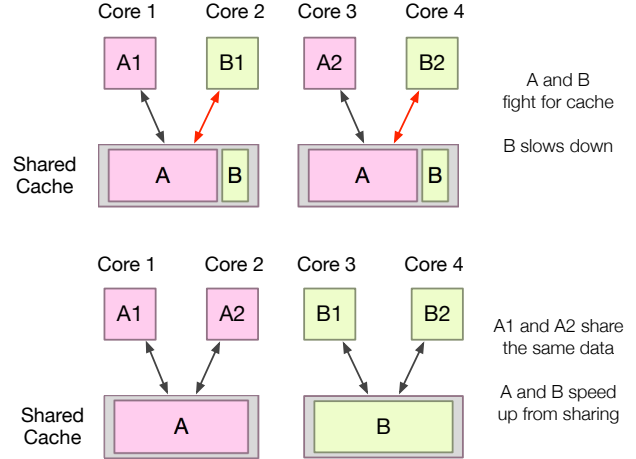 Core 1 Core 2 Core 3 Core 4
A1 B1 A2 B2
A and B
fight for cache
B slows down
Shared
Cache
A B A B
Core 1 Core 2 Core 3 Core 4
A1 A2 B1 B2
A1 and A2 share
the same data
A and B speed
up from sharing
Shared
Cache
A B